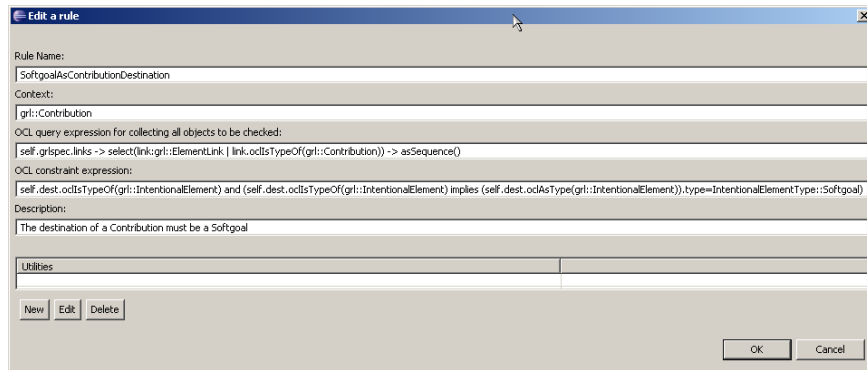 Edit a rule
Rule Name:
SoftgoalAsContributionDestination
Context:
grl::Contribution
OCL query expression for collecting all objects to be checked:
self.grlspec.links -> select(link:grl::ElementLink | link.oclIsTypeOf(grl::Contribution)) -> asSequence()
OCL constraint expression:
self.dest.oclIsTypeOf(grl::IntentionalElement) and (self.dest.oclIsTypeOf(grl::IntentionalElement) implies (self.dest.oclAsType(grl::IntentionalElement)).type=IntentionalElementType::Softgoal)
Description:
The destination of a Contribution must be a Softgoal
Utilities
New Edit Delete
OK Cancel